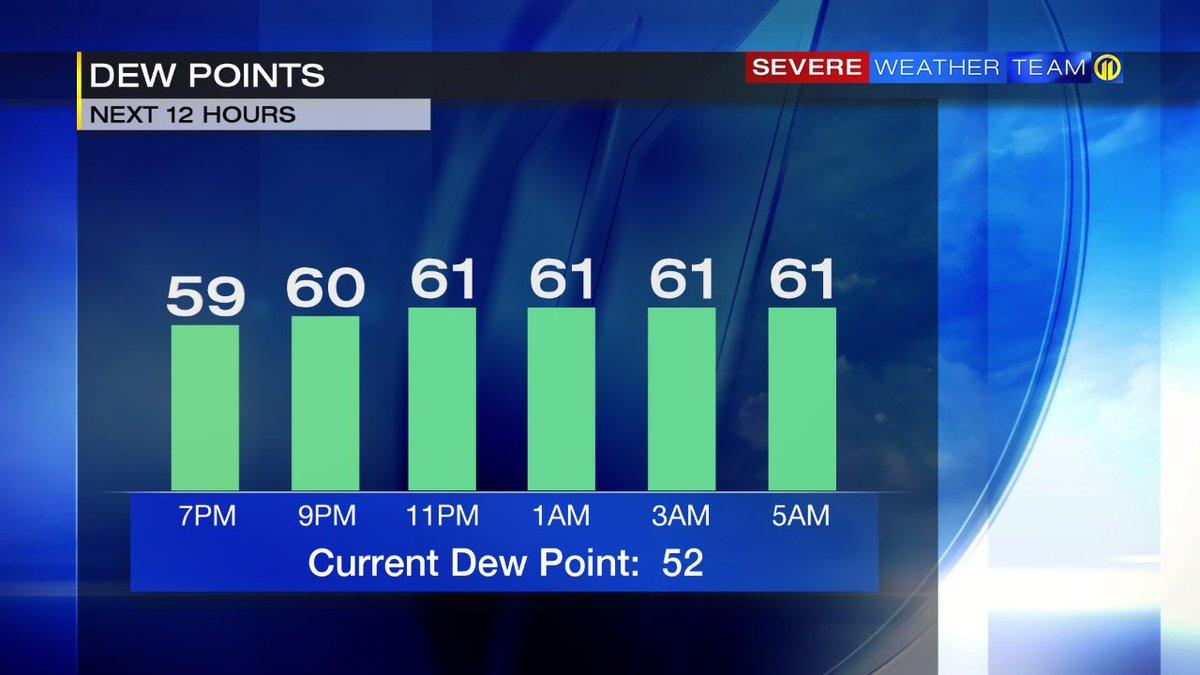 DEW POINTS
NEXT 12 HOURS
SEVERE WEATHER TEAM 11
59 60 61 61 61 61
7PM 9PM 11PM 1AM 3AM 5AM
Current Dew Point: 52